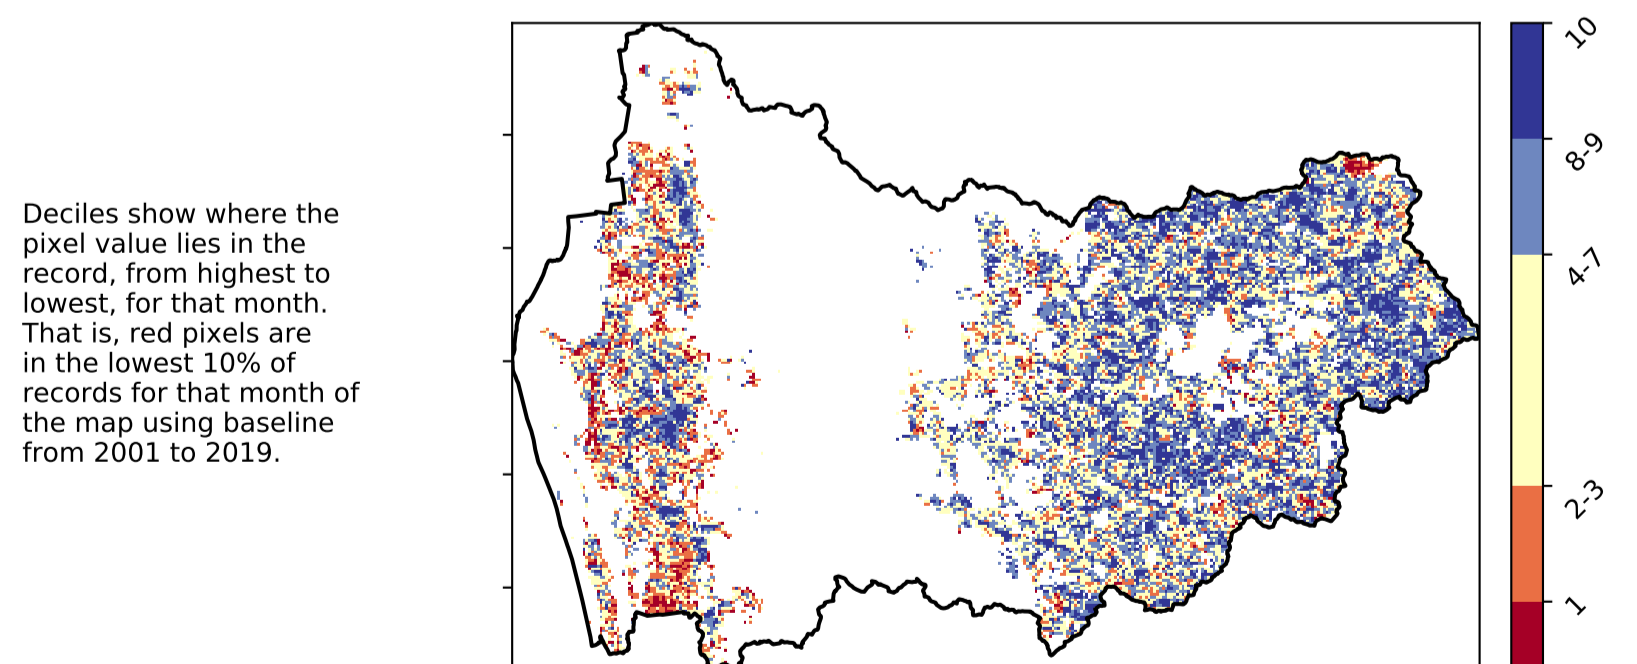 Deciles show where the
pixel value lies in the
record, from highest to
lowest, for that month.
That is, red pixels are
in the lowest 10% of
records for that month of
the map using baseline
from 2001 to 2019.
10
8-9
4-7
2-3
1